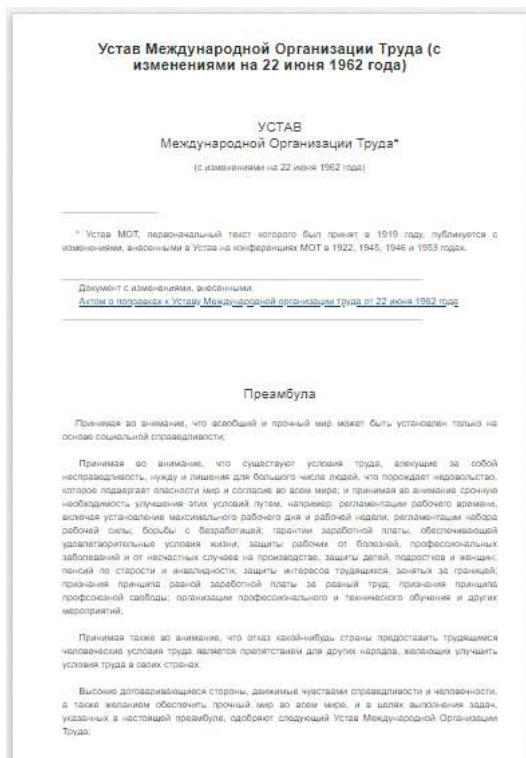 Устав Международной Организации Труда (с
изменениями на 22 июня 1962 года)
УСТАВ
Международной Организации Труда*
(с изменениями на 22 июня 1962 года)
* Устав МОТ, первоначальный текст которого был принят в 1919 году, публикуется с
изменениями, внесенными в Устав на конференциях МОТ в 1922, 1945, 1946 и 1953 годах.
Документ с изменениями, внесенными:
Актом о поправках к Уставу Международной организации труда от 22 июня 1962 года
Преамбула
Принимая во внимание, что всеобщий и прочный мир может быть установлен только на
основе социальной справедливости;
Принимая во внимание, что существуют условия труда, влекущие за собой
несправедливость, нужду и лишения для большого числа людей, что порождает недовольство,
которое подвергает опасности мир и согласие во всем мире; и принимая во внимание срочную
необходимость улучшения этих условий путем, например: регламентации рабочего времени,
включая установление максимального рабочего дня и рабочей недели; регламентации набора
рабочей силы; борьбы с безработицей; гарантии заработной платы, обеспечивающей
удовлетворительные условия жизни; защиты рабочих от болезней, профессиональных
заболеваний и от несчастных случаев на производстве; защиты детей, подростков и женщин;
пенсий по старости и инвалидности; защиты интересов трудящихся, занятых за границей;
признания принципа равной заработной платы за равный труд; признания принципа
профсоюзной свободы; организации профессионального и технического обучения и других
мероприятий;
Принимая также во внимание, что отказ какой-нибудь страны предоставить трудящимся
человеческие условия труда является препятствием для других народов, желающих улучшить
условия труда в своих странах.
Высокие договаривающиеся стороны, движимые чувствами справедливости и человечности,
а также желанием обеспечить прочный мир во всем мире, и в целях выполнения задач,
указанных в настоящей преамбуле, одобряют следующий Устав Международной Организации
Труда: